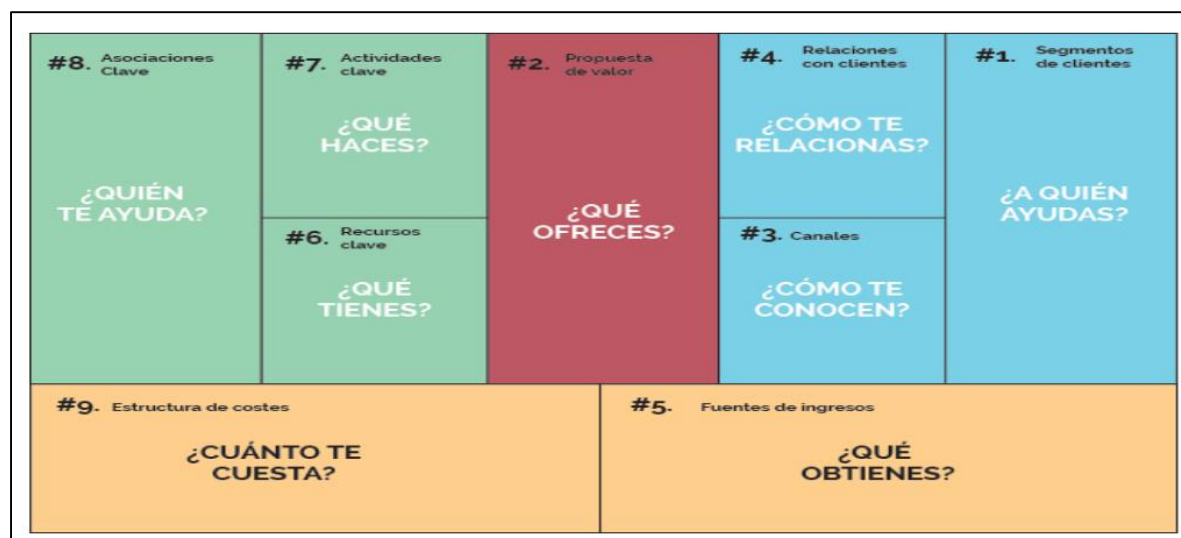 #8. Asociaciones
Clave
¿QUIÉN
TE AYUDA?
#7. Actividades
clave
¿QUÉ
HACES?
#6. Recursos
clave
¿QUÉ
TIENES?
#2. Propuesta
de valor
¿QUÉ
OFRECES?
#4. Relaciones
con clientes
¿CÓMO TE
RELACIONAS?
#3. Canales
¿CÓMO TE
CONOCEN?
#1. Segmentos
de clientes
¿A QUIÉN
AYUDAS?
#9. Estructura de costes
¿CUÁNTO TE
CUESTA?
#5. Fuentes de ingresos
¿QUÉ
OBTIENES?